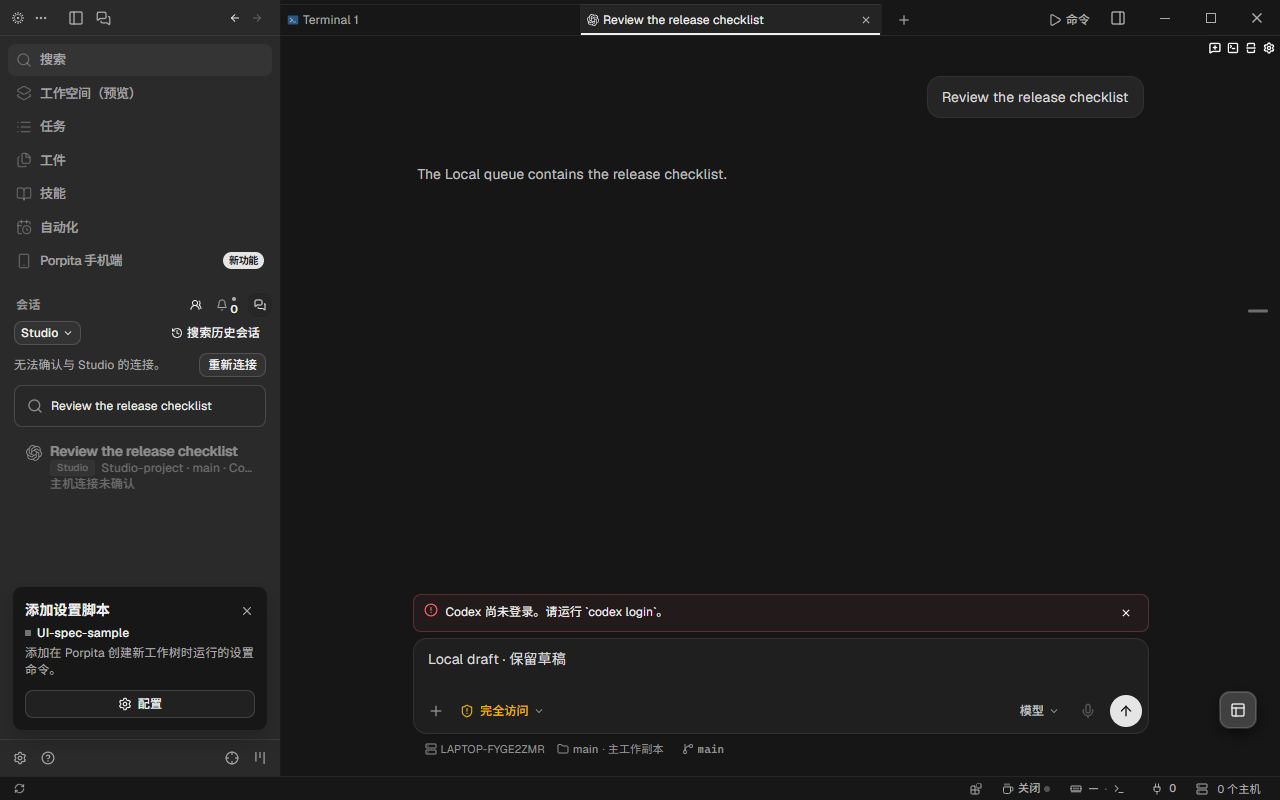 Terminal 1
Review the release checklist
命令
搜索
工作空间（预览）
任务
工件
技能
自动化
Porpita 手机端
新功能
会话
0
Studio
搜索历史会话
无法确认与 Studio 的连接。
重新连接
Review the release checklist
Review the release checklist
Studio
Studio-project · main · Co...
主机连接未确认
添加设置脚本
UI-spec-sample
添加在 Porpita 创建新工作树时运行的设置
命令。
配置
Review the release checklist
The Local queue contains the release checklist.
Codex 尚未登录。请运行 `codex login`。
Local draft · 保留草稿
完全访问
模型
LAPTOP-FYGE2ZMR
main · 主工作副本
main
关闭
0
0 个主机